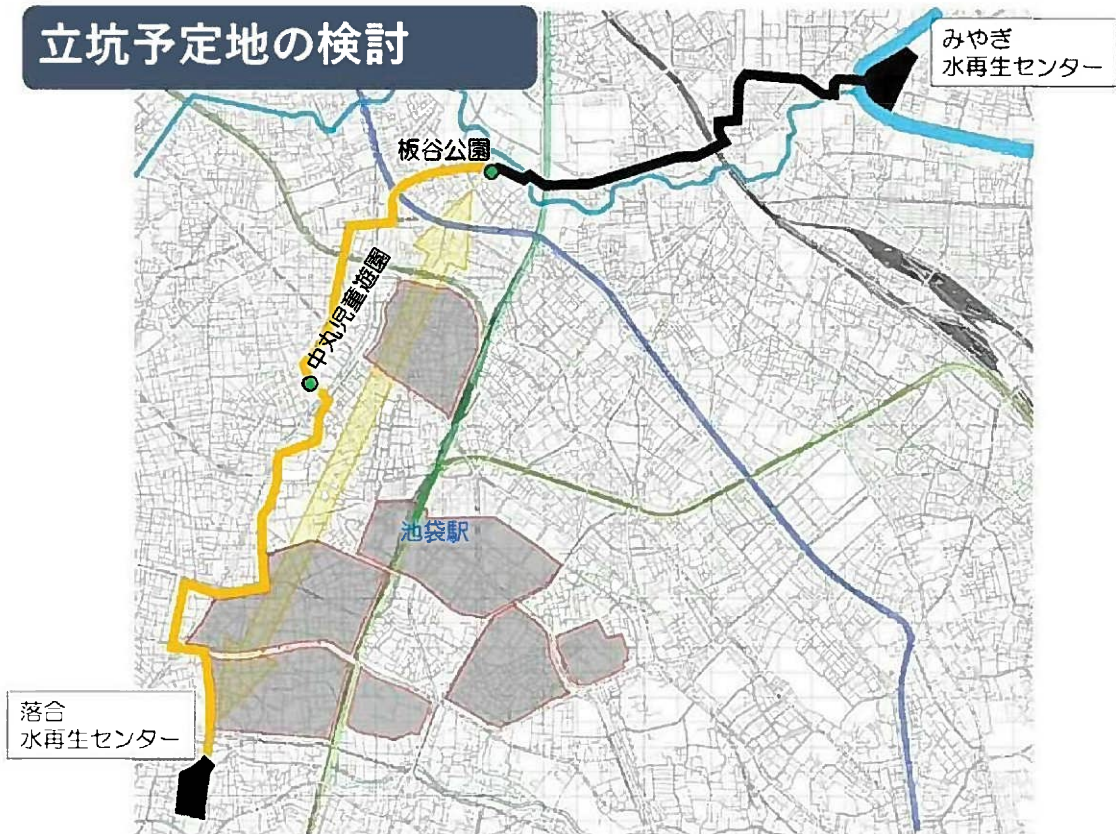 立坑予定地の検討
みやぎ
水再生センター
板谷公園
中丸児童遊園
池袋駅
落合
水再生センター